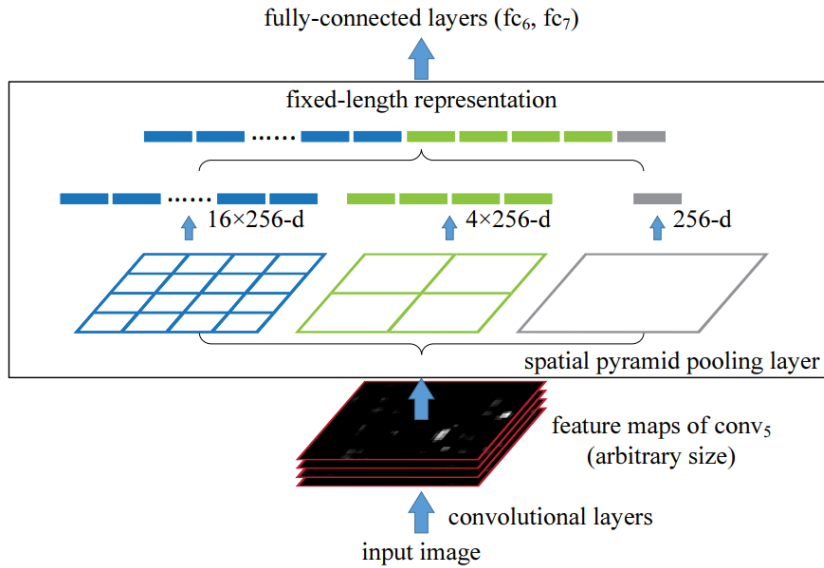 fully-connected layers (fc₆, fc₇)
fixed-length representation
......
......
16×256-d
4×256-d
256-d
spatial pyramid pooling layer
feature maps of conv₅
(arbitrary size)
convolutional layers
input image